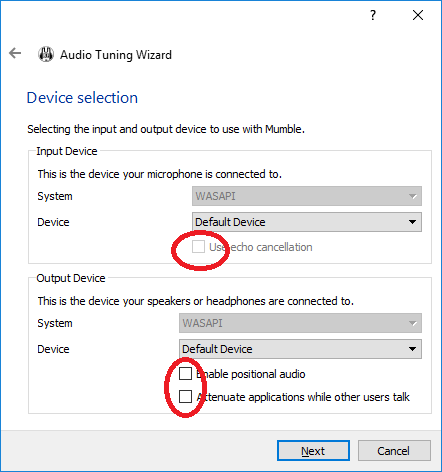 ?
Audio Tuning Wizard
Device selection
Selecting the input and output device to use with Mumble.
Input Device
This is the device your microphone is connected to.
System WASAPI
Device Default Device
Use echo cancellation
Output Device
This is the device your speakers or headphones are connected to.
System WASAPI
Device Default Device
Enable positional audio
Attenuate applications while other users talk
Next Cancel